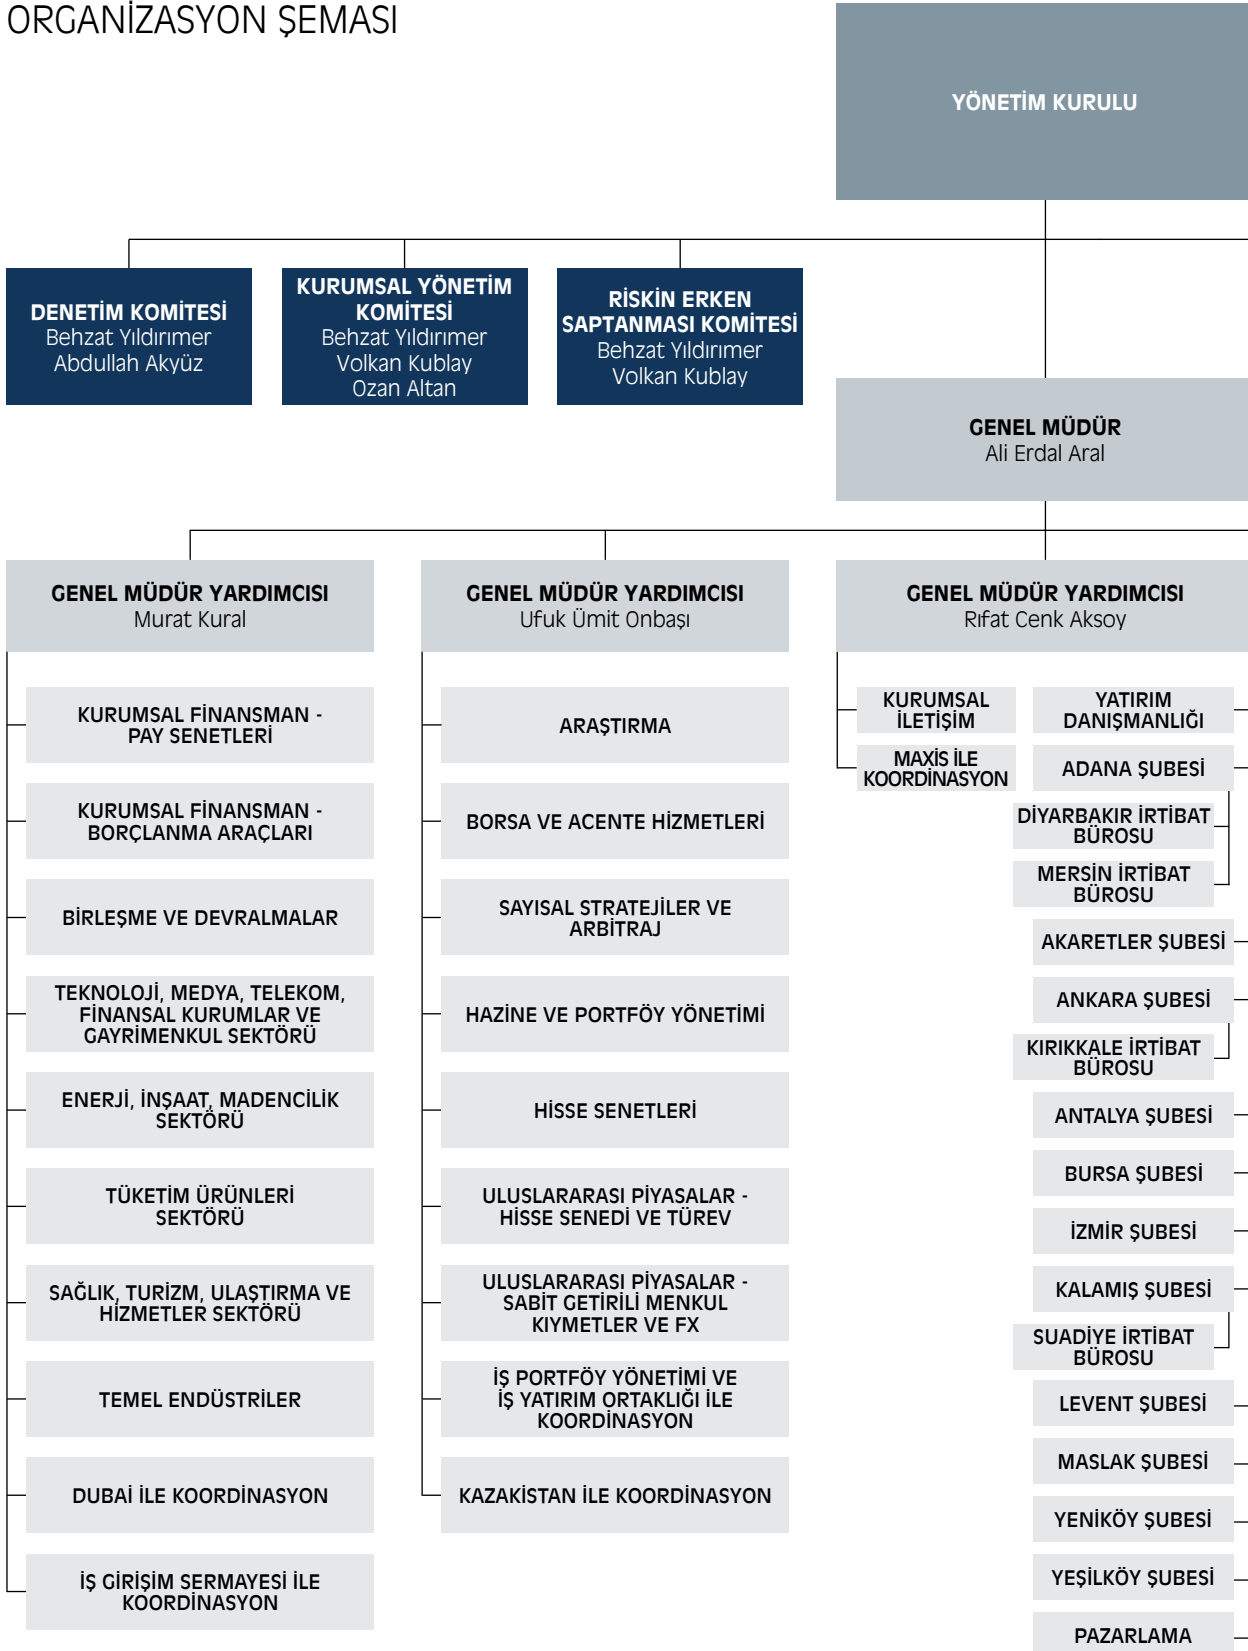 ORGANİZASYON ŞEMASI
YÖNETİM KURULU
DENETİM KOMİTESİ
Behzat Yıldırımer
Abdullah Akyüz
KURUMSAL YÖNETİM
KOMİTESİ
Behzat Yıldırımer
Volkan Kublay
Ozan Altan
RİSKİN ERKEN
SAPTANMASI KOMİTESİ
Behzat Yıldırımer
Volkan Kublay
GENEL MÜDÜR
Ali Erdal Aral
GENEL MÜDÜR YARDIMCISI
Murat Kural
KURUMSAL FİNANSMAN -
PAY SENETLERİ
KURUMSAL FİNANSMAN -
BORÇLANMA ARAÇLARI
BİRLEŞME VE DEVRALMALAR
TEKNOLOJİ, MEDYA, TELEKOM,
FİNANSAL KURUMLAR VE
GAYRİMENKUL SEKTÖRÜ
ENERJİ, İNŞAAT, MADENCİLİK
SEKTÖRÜ
TÜKETİM ÜRÜNLERİ
SEKTÖRÜ
SAĞLIK, TURİZM, ULAŞTIRMA VE
HİZMETLER SEKTÖRÜ
TEMEL ENDÜSTRİLER
DUBAİ İLE KOORDİNASYON
İŞ GİRİŞİM SERMAYESİ İLE
KOORDİNASYON
GENEL MÜDÜR YARDIMCISI
Ufuk Ümit Onbaşı
ARAŞTIRMA
BORSA VE ACENTE HİZMETLERİ
SAYISAL STRATEJİLER VE
ARBİTRAJ
HAZİNE VE PORTFÖY YÖNETİMİ
HİSSE SENETLERİ
ULUSLARARASI PİYASALAR -
HİSSE SENEDİ VE TÜREV
ULUSLARARASI PİYASALAR -
SABİT GETİRİLİ MENKUL
KIYMETLER VE FX
İŞ PORTFÖY YÖNETİMİ VE
İŞ YATIRIM ORTAKLIĞI İLE
KOORDİNASYON
KAZAKİSTAN İLE KOORDİNASYON
GENEL MÜDÜR YARDIMCISI
Rıfat Cenk Aksoy
KURUMSAL
İLETİŞİM
MAXİS İLE
KOORDİNASYON
YATIRIM
DANIŞMANLIĞI
ADANA ŞUBESİ
DİYARBAKIR İRTİBAT
BÜROSU
MERSİN İRTİBAT
BÜROSU
AKARETLER ŞUBESİ
ANKARA ŞUBESİ
KIRIKKALE İRTİBAT
BÜROSU
ANTALYA ŞUBESİ
BURSA ŞUBESİ
İZMİR ŞUBESİ
KALAMIŞ ŞUBESİ
SUADİYE İRTİBAT
BÜROSU
LEVENT ŞUBESİ
MASLAK ŞUBESİ
YENİKÖY ŞUBESİ
YEŞİLKÖY ŞUBESİ
PAZARLAMA